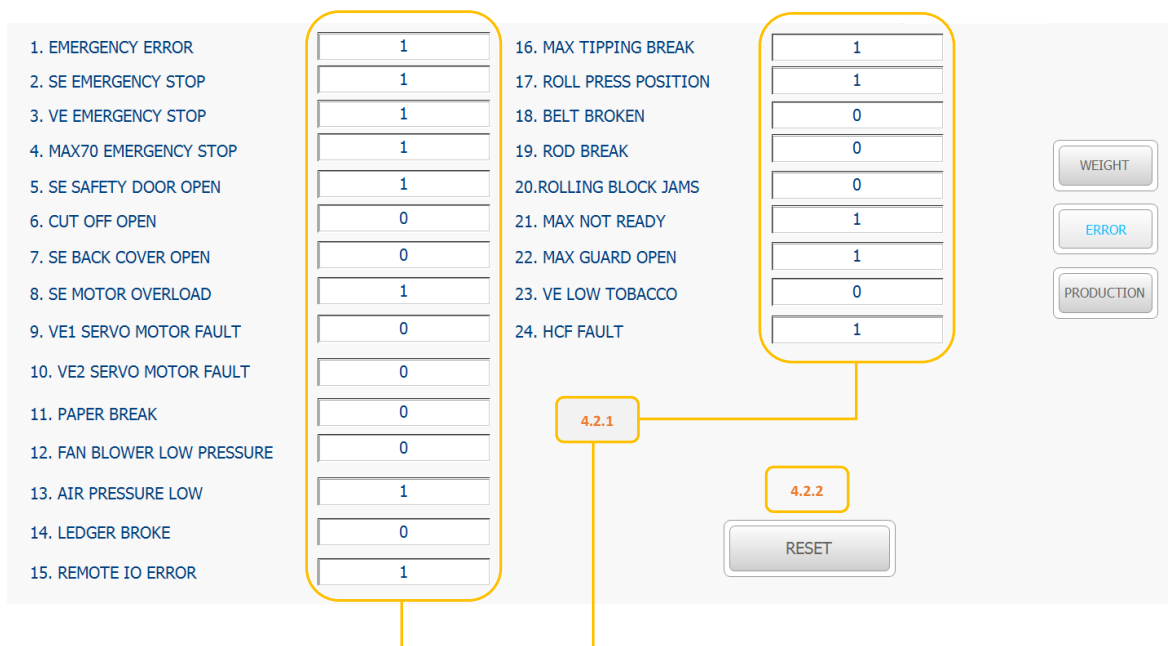 1. EMERGENCY ERROR 1
2. SE EMERGENCY STOP 1
3. VE EMERGENCY STOP 1
4. MAX70 EMERGENCY STOP 1
5. SE SAFETY DOOR OPEN 1
6. CUT OFF OPEN 0
7. SE BACK COVER OPEN 0
8. SE MOTOR OVERLOAD 1
9. VE1 SERVO MOTOR FAULT 0
10. VE2 SERVO MOTOR FAULT 0
11. PAPER BREAK 0
12. FAN BLOWER LOW PRESSURE 0
13. AIR PRESSURE LOW 1
14. LEDGER BROKE 0
15. REMOTE IO ERROR 1
16. MAX TIPPING BREAK 1
17. ROLL PRESS POSITION 1
18. BELT BROKEN 0
19. ROD BREAK 0
20.ROLLING BLOCK JAMS 0
21. MAX NOT READY 1
22. MAX GUARD OPEN 1
23. VE LOW TOBACCO 0
24. HCF FAULT 1
4.2.1
4.2.2
RESET
WEIGHT
ERROR
PRODUCTION